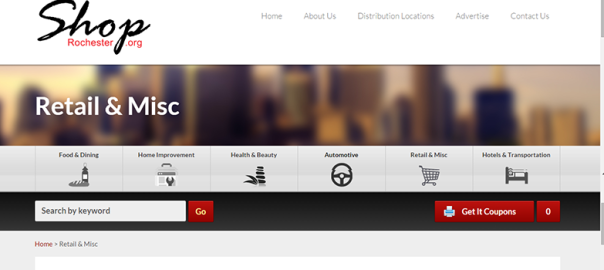 Shop
Rochester .org
Home About Us Distribution Locations Advertise Contact Us
Retail & Misc
Food & Dining Home Improvement Health & Beauty Automotive Retail & Misc Hotels & Transportation
Search by keyword Go Get It Coupons 0
Home > Retail & Misc